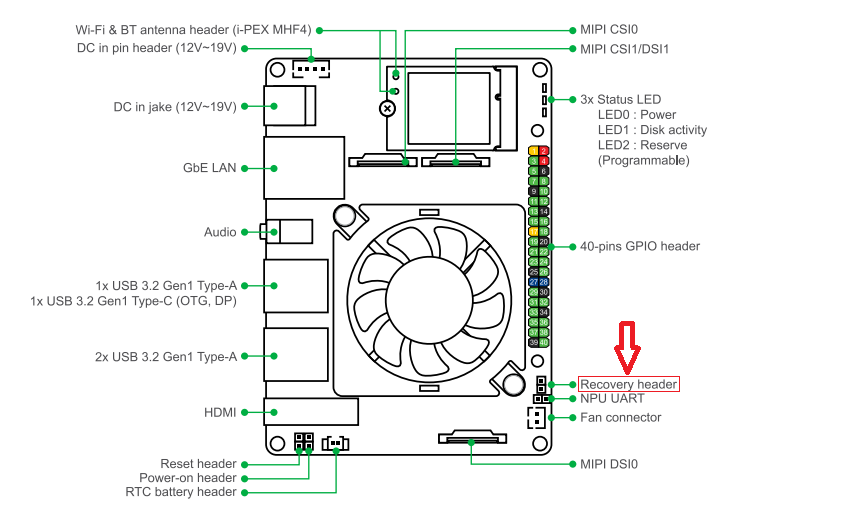 Wi-Fi & BT antenna header (i-PEX MHF4)
DC in pin header (12V~19V)
DC in jake (12V~19V)
GbE LAN
Audio
1x USB 3.2 Gen1 Type-A
1x USB 3.2 Gen1 Type-C (OTG, DP)
2x USB 3.2 Gen1 Type-A
HDMI
Reset header
Power-on header
RTC battery header
MIPI CSI0
MIPI CSI1/DSI1
3x Status LED
LED0 : Power
LED1 : Disk activity
LED2 : Reserve
(Programmable)
1 2
3 4
5 6
7 8
9 10
11 12
13 14
15 16
17 18
19 20
21 22
23 24
25 26
27 28
29 30
31 32
33 34
35 36
37 38
39 40
40-pins GPIO header
Recovery header
NPU UART
Fan connector
MIPI DSI0